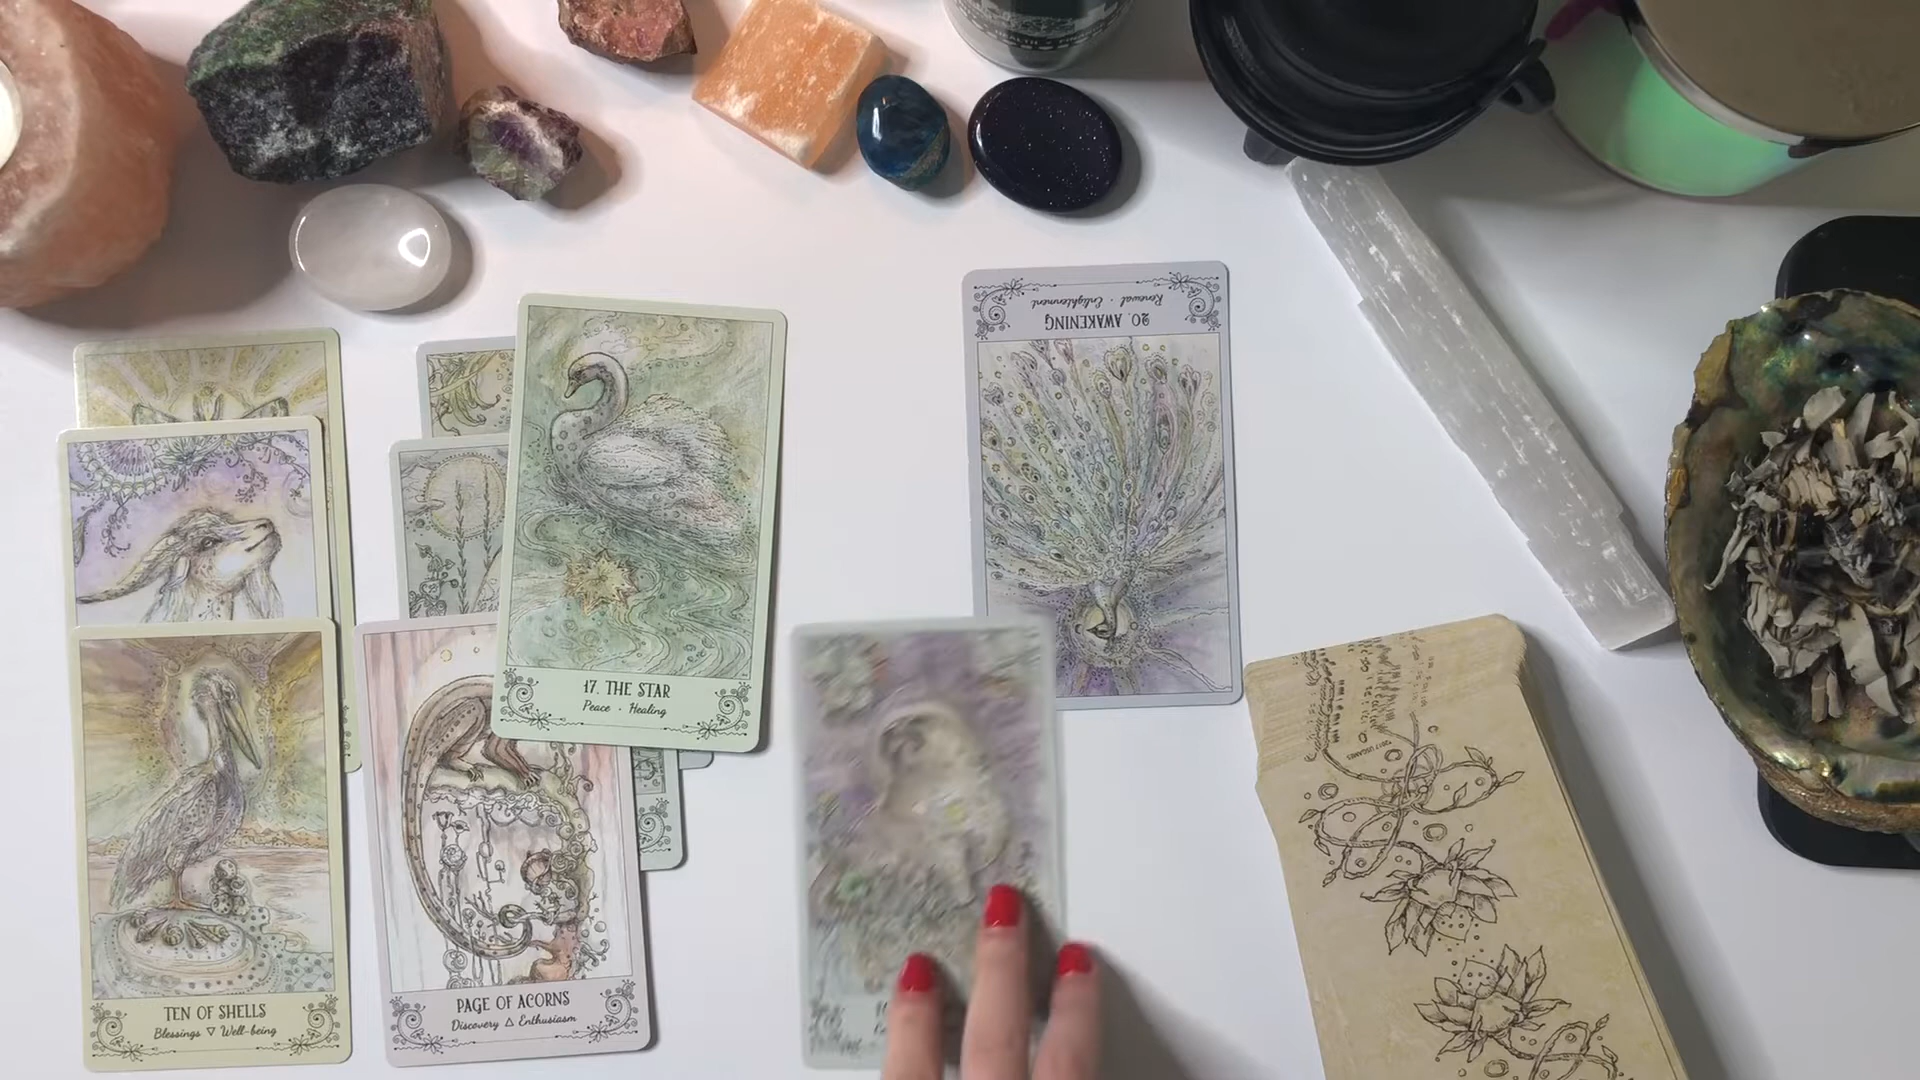 20. AWAKENING
Renewal · Enlightenment
17. THE STAR
Peace · Healing
TEN OF SHELLS
Blessings ▽ Well-being
PAGE OF ACORNS
Discovery △ Enthusiasm